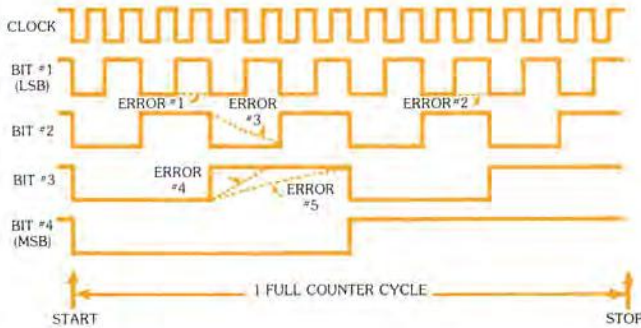 CLOCK
BIT #1
(LSB)
ERROR #1
ERROR
#3
ERROR #2
BIT #2
BIT #3
ERROR
#4
ERROR
#5
BIT #4
(MSB)
1 FULL COUNTER CYCLE
START
STOP